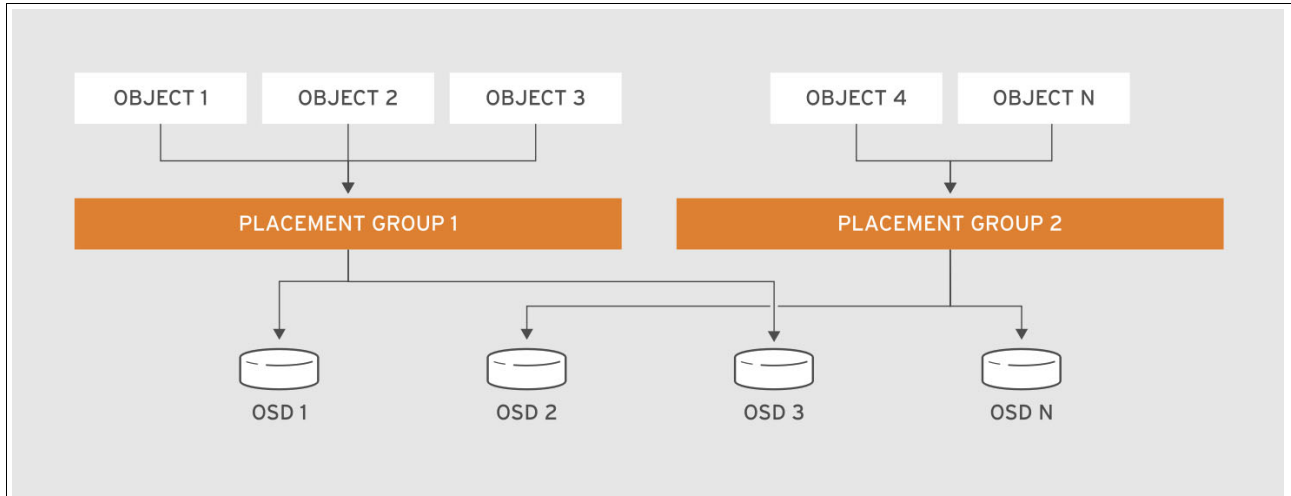 OBJECT 1
OBJECT 2
OBJECT 3
OBJECT 4
OBJECT N
PLACEMENT GROUP 1
PLACEMENT GROUP 2
OSD 1
OSD 2
OSD 3
OSD N